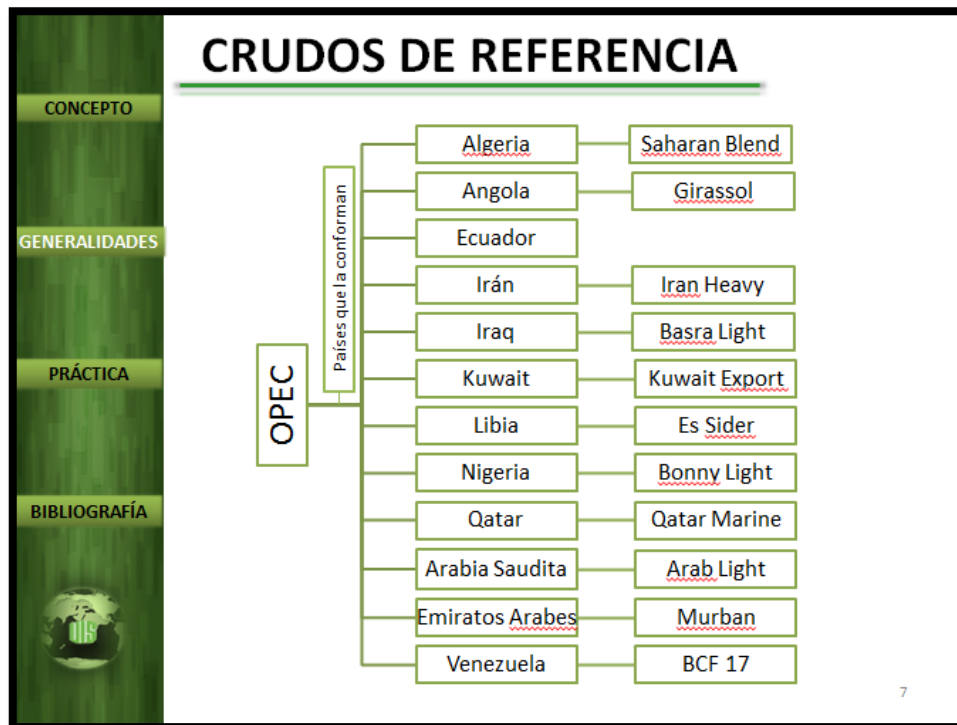 CRUDOS DE REFERENCIA
CONCEPTO
GENERALIDADES
PRÁCTICA
BIBLIOGRAFÍA
OPEC
Países que la conforman
Algeria
Saharan Blend
Angola
Girassol
Ecuador
Irán
Iran Heavy
Iraq
Basra Light
Kuwait
Kuwait Export
Libia
Es Sider
Nigeria
Bonny Light
Qatar
Qatar Marine
Arabia Saudita
Arab Light
Emiratos Arabes
Murban
Venezuela
BCF 17
7